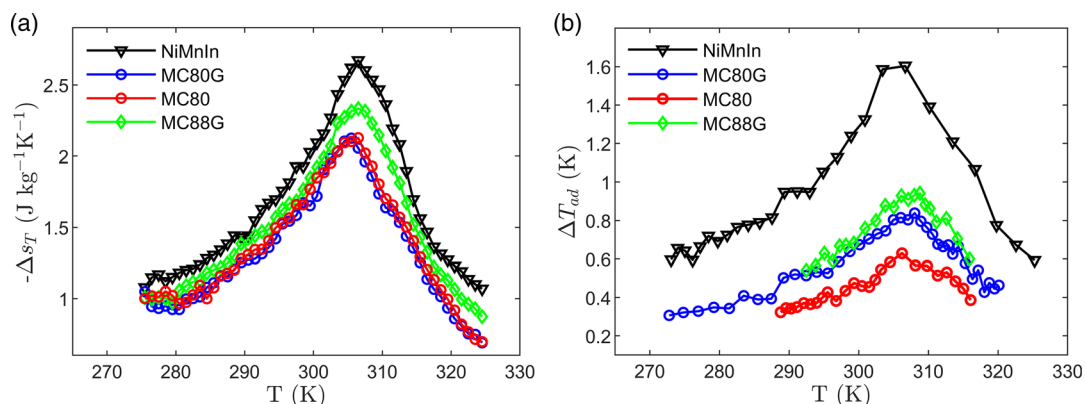 (a)
NiMnIn
MC80G
MC80
MC88G
-Δs_T (J kg⁻¹K⁻¹)
2.5
2
1.5
1
270 280 290 300 310 320 330
T (K)
(b)
NiMnIn
MC80G
MC80
MC88G
ΔT_ad (K)
1.6
1.4
1.2
1
0.8
0.6
0.4
0.2
270 280 290 300 310 320 330
T (K)